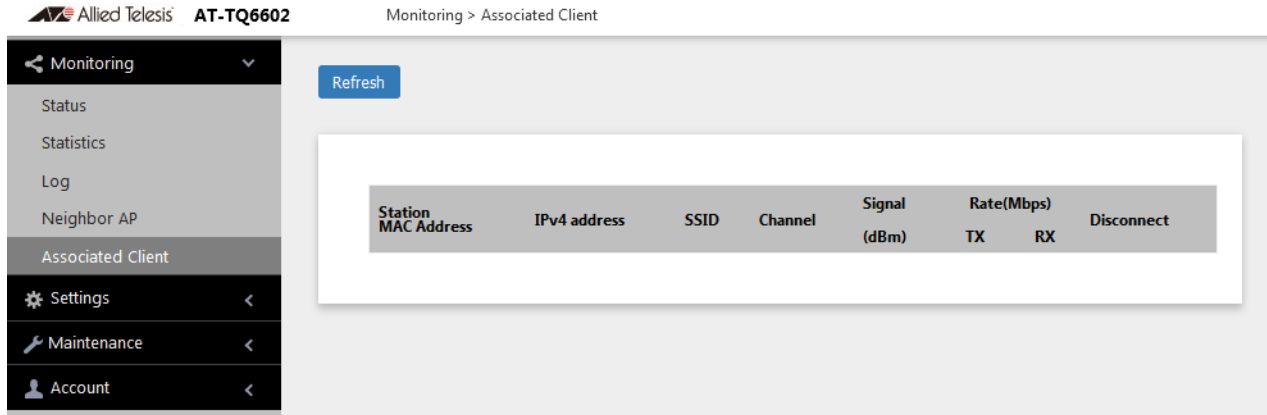 Allied Telesis AT-TQ6602 Monitoring > Associated Client
Monitoring
Status
Statistics
Log
Neighbor AP
Associated Client
Settings
Maintenance
Account
Refresh
Station
MAC Address
IPv4 address
SSID
Channel
Signal
(dBm)
Rate(Mbps)
TX RX
Disconnect